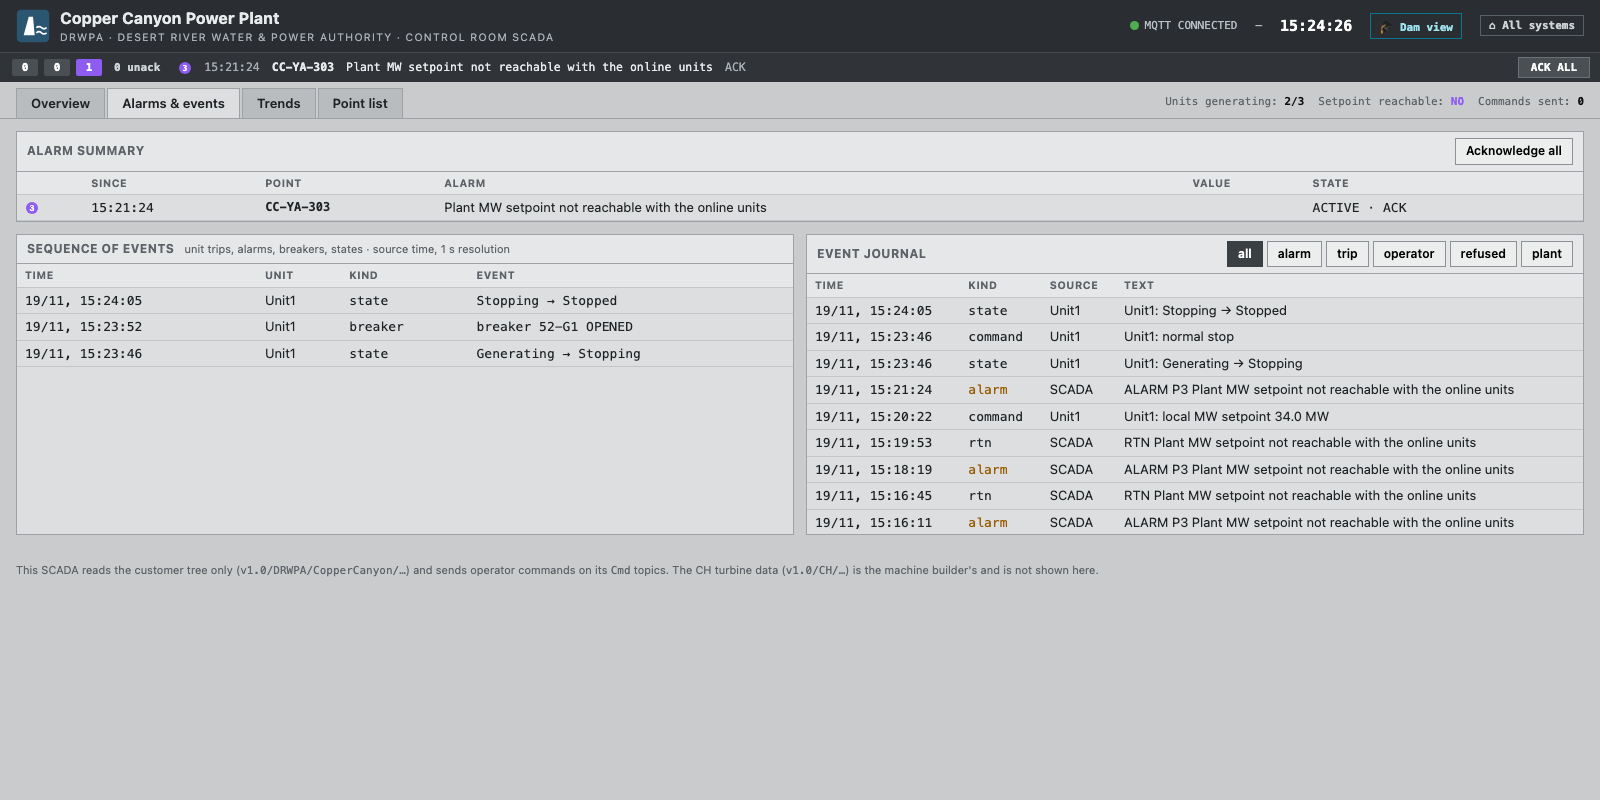 Copper Canyon Power Plant
DRWPA · DESERT RIVER WATER & POWER AUTHORITY · CONTROL ROOM SCADA
MQTT CONNECTED – 15:24:26 🎓 Dam view ⌂ All systems
0 0 1 0 unack 3 15:21:24 CC-YA-303 Plant MW setpoint not reachable with the online units ACK ACK ALL
Overview Alarms & events Trends Point list Units generating: 2/3 Setpoint reachable: NO Commands sent: 0
ALARM SUMMARY Acknowledge all
SINCE POINT ALARM VALUE STATE
3 15:21:24 CC-YA-303 Plant MW setpoint not reachable with the online units ACTIVE · ACK
SEQUENCE OF EVENTS unit trips, alarms, breakers, states · source time, 1 s resolution
TIME UNIT KIND EVENT
19/11, 15:24:05 Unit1 state Stopping → Stopped
19/11, 15:23:52 Unit1 breaker breaker 52-G1 OPENED
19/11, 15:23:46 Unit1 state Generating → Stopping
EVENT JOURNAL all alarm trip operator refused plant
TIME KIND SOURCE TEXT
19/11, 15:24:05 state Unit1 Unit1: Stopping → Stopped
19/11, 15:23:46 command Unit1 Unit1: normal stop
19/11, 15:23:46 state Unit1 Unit1: Generating → Stopping
19/11, 15:21:24 alarm SCADA ALARM P3 Plant MW setpoint not reachable with the online units
19/11, 15:20:22 command Unit1 Unit1: local MW setpoint 34.0 MW
19/11, 15:19:53 rtn SCADA RTN Plant MW setpoint not reachable with the online units
19/11, 15:18:19 alarm SCADA ALARM P3 Plant MW setpoint not reachable with the online units
19/11, 15:16:45 rtn SCADA RTN Plant MW setpoint not reachable with the online units
19/11, 15:16:11 alarm SCADA ALARM P3 Plant MW setpoint not reachable with the online units
This SCADA reads the customer tree only (v1.0/DRWPA/CopperCanyon/…) and sends operator commands on its Cmd topics. The CH turbine data (v1.0/CH/…) is the machine builder's and is not shown here.